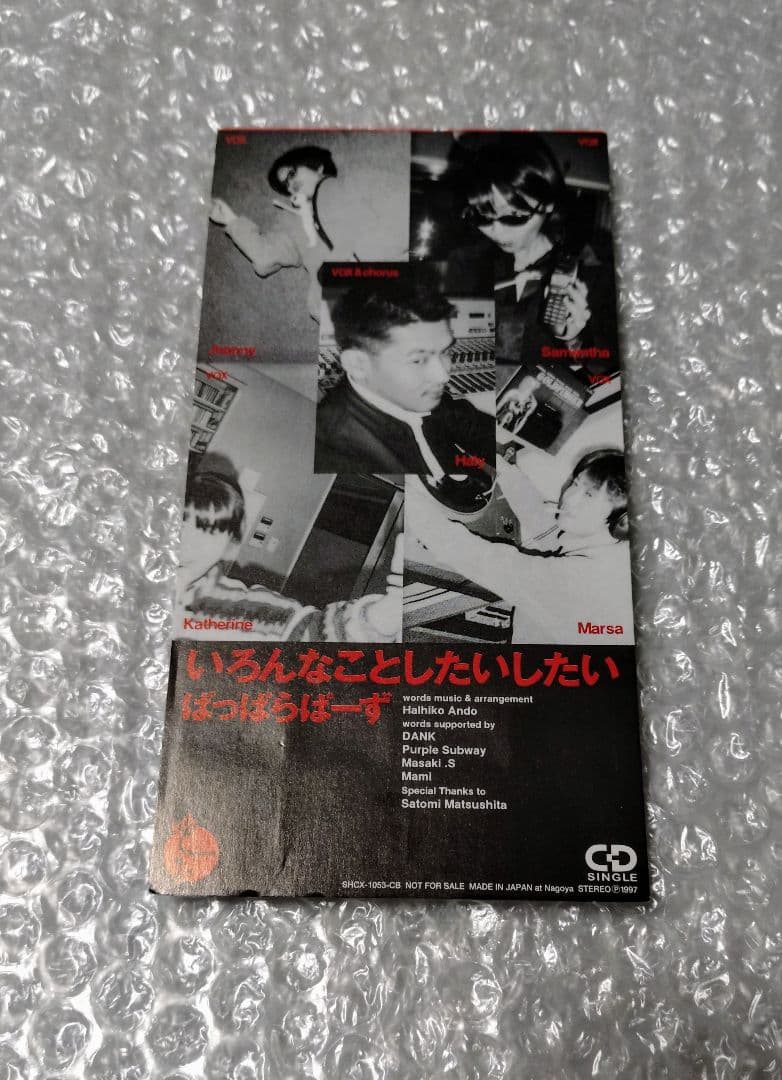 VOX
VOX
VOX & chorus
Jeanny
Samantha
VOX
VOX
Haly
Katherine
Marsa
いろんなことしたいしたい
ぱっぱらぱーず
words music & arrangement
Halhiko Ando
words supported by
DANK
Purple Subway
Masaki .S
Mami
Special Thanks to
Satomi Matsushita
CD
SINGLE
SHCX-1053-CB NOT FOR SALE MADE IN JAPAN at Nagoya STEREO Ⓟ1997